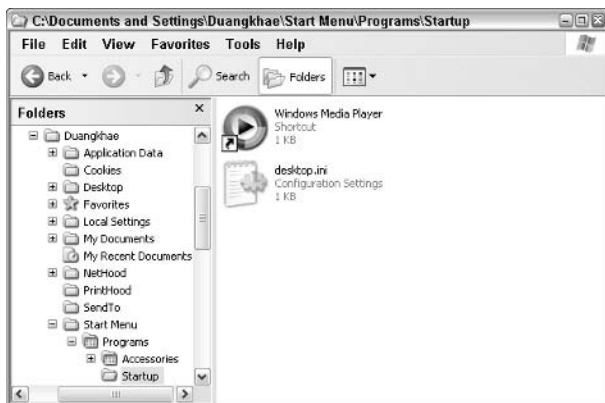 C:\Documents and Settings\Duangkhae\Start Menu\Programs\Startup
File Edit View Favorites Tools Help
Back Search Folders
Folders
Duangkhae
Application Data
Cookies
Desktop
Favorites
Local Settings
My Documents
My Recent Documents
NetHood
PrintHood
SendTo
Start Menu
Programs
Accessories
Startup
Windows Media Player
Shortcut
1 KB
desktop.ini
Configuration Settings
1 KB